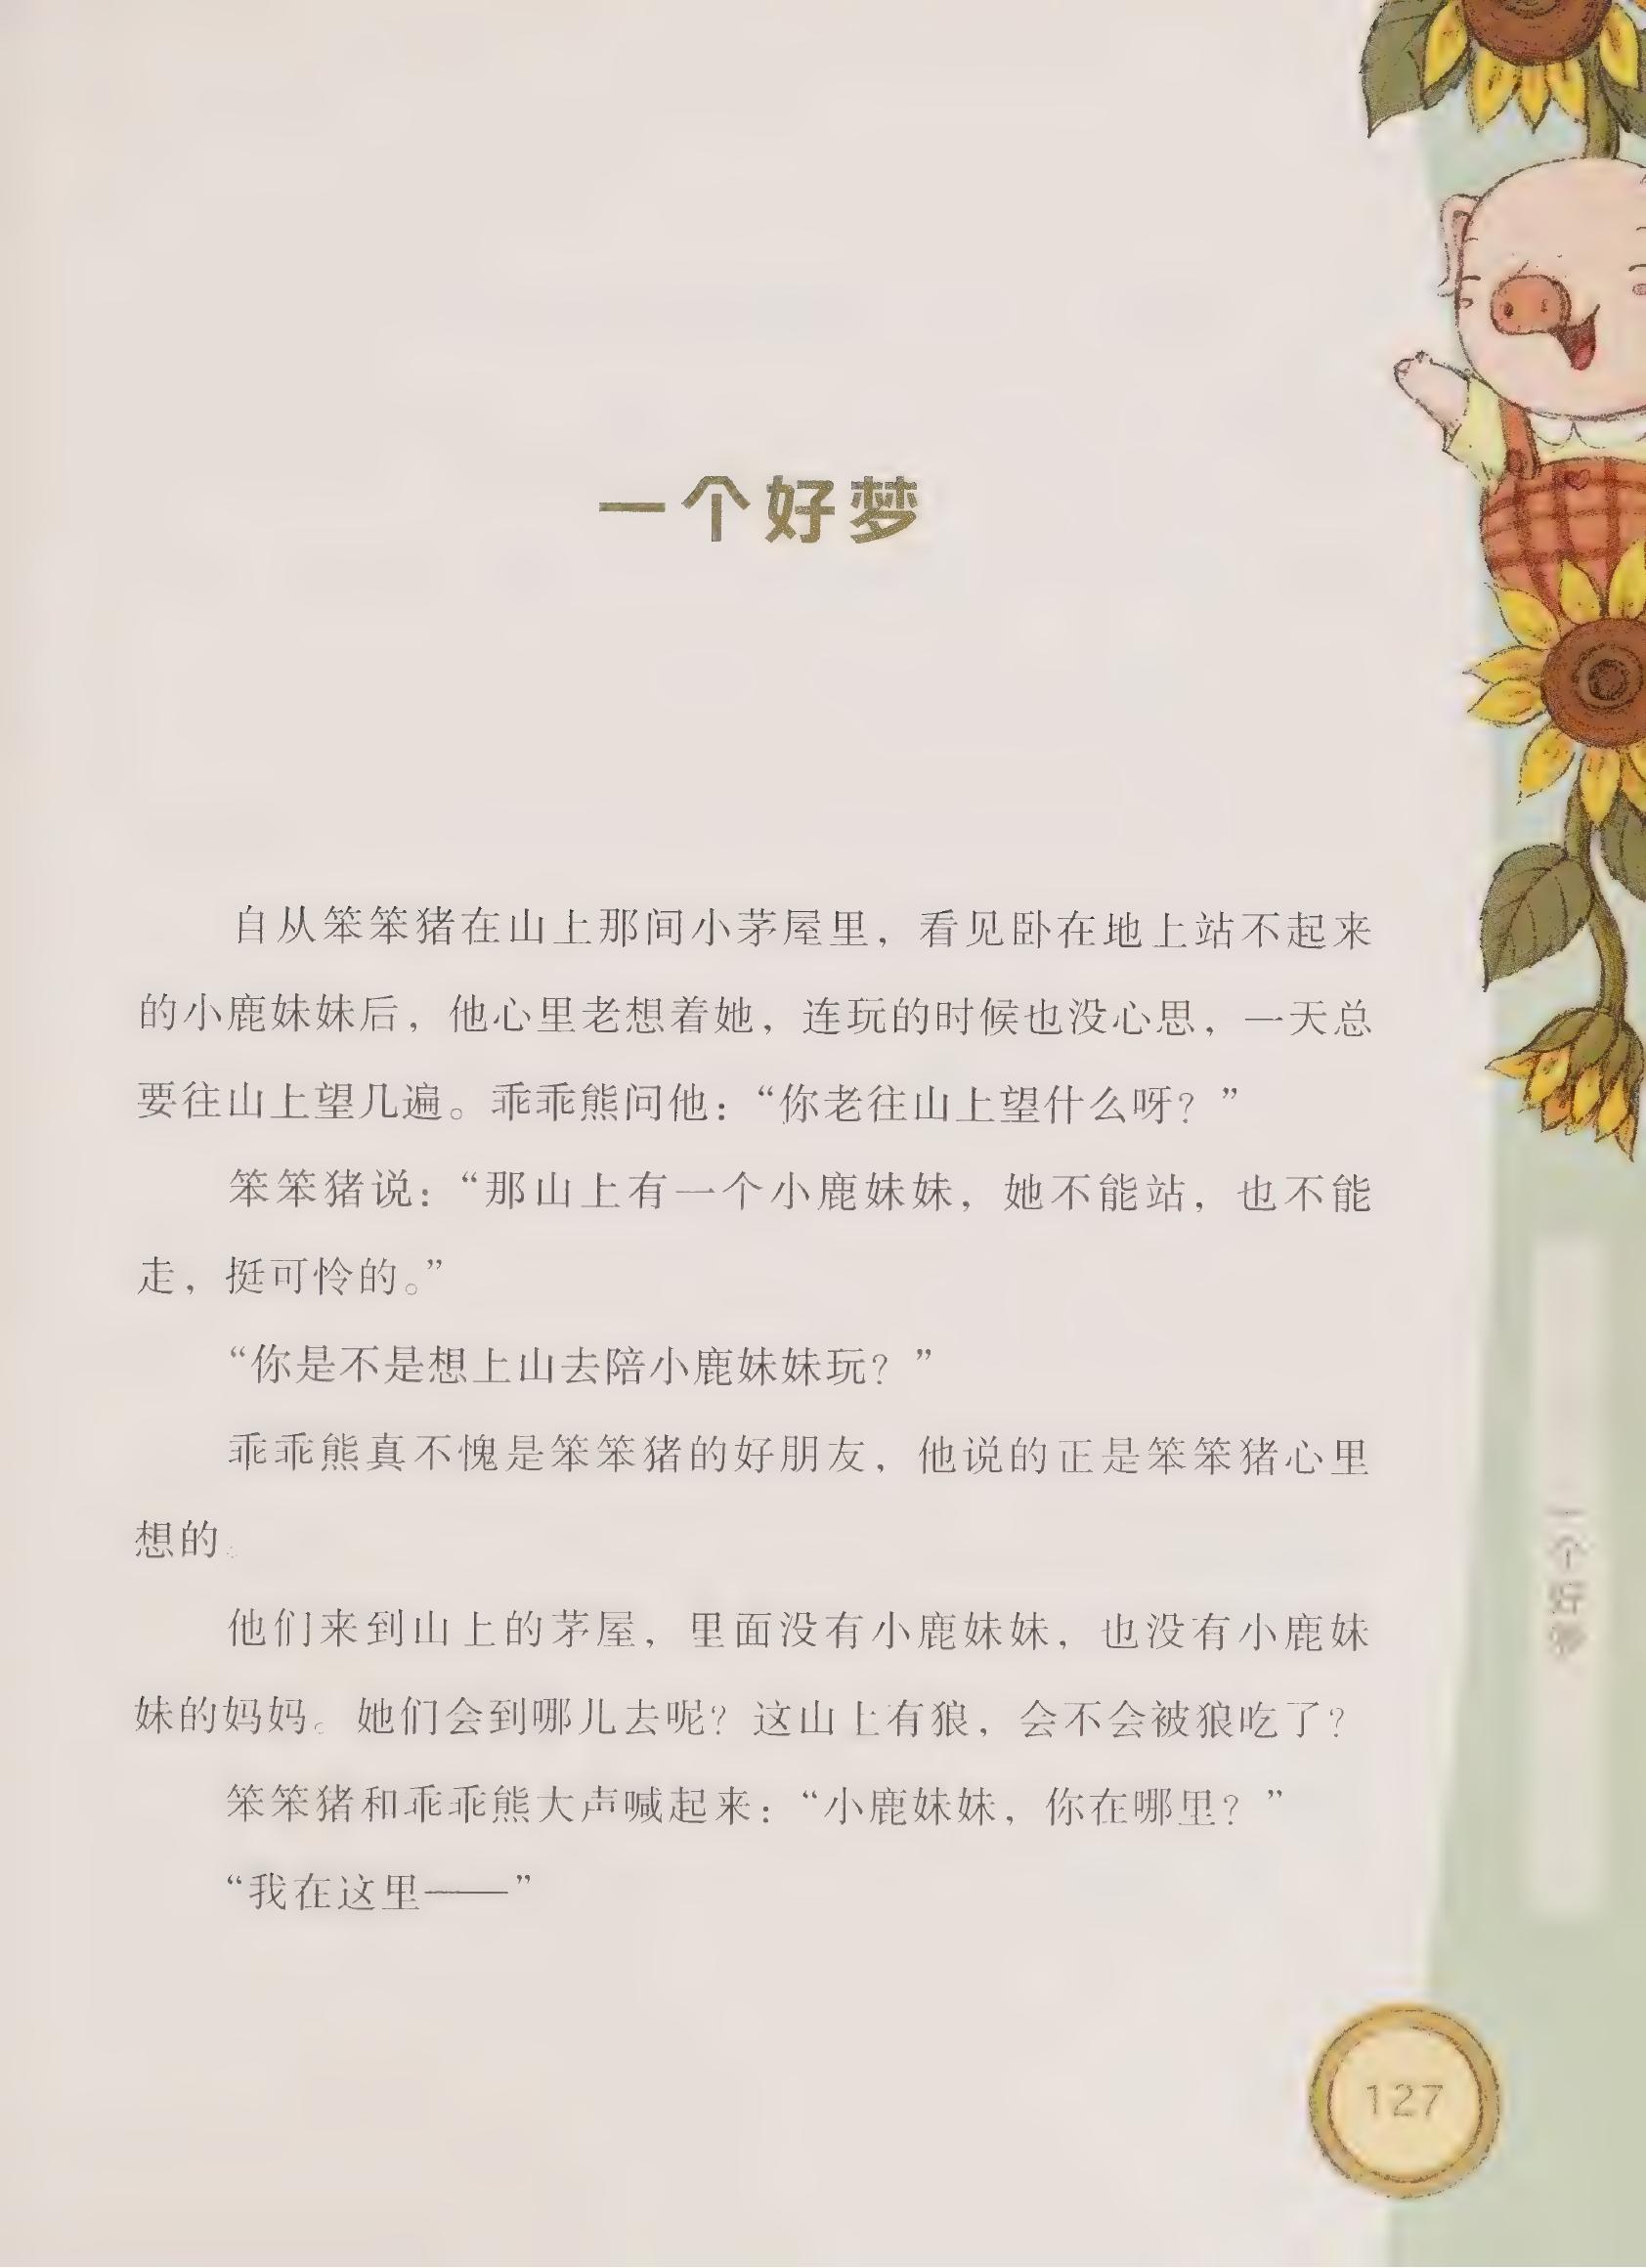 一个好梦
自从笨笨猪在山上那间小茅屋里，看见卧在地上站不起来
的小鹿妹妹后，他心里老想着她，连玩的时候也没心思，一天总
要往山上望几遍。乖乖熊问他：“你老往山上望什么呀？”
笨笨猪说：“那山上有一个小鹿妹妹，她不能站，也不能
走，挺可怜的。”
“你是不是想上山去陪小鹿妹妹玩？”
乖乖熊真不愧是笨笨猪的好朋友，他说的正是笨笨猪心里
想的。
他们来到山上的茅屋，里面没有小鹿妹妹，也没有小鹿妹
妹的妈妈。她们会到哪儿去呢？这山上有狼，会不会被狼吃了？
笨笨猪和乖乖熊大声喊起来：“小鹿妹妹，你在哪里？”
“我在这里——”
一个好梦
127